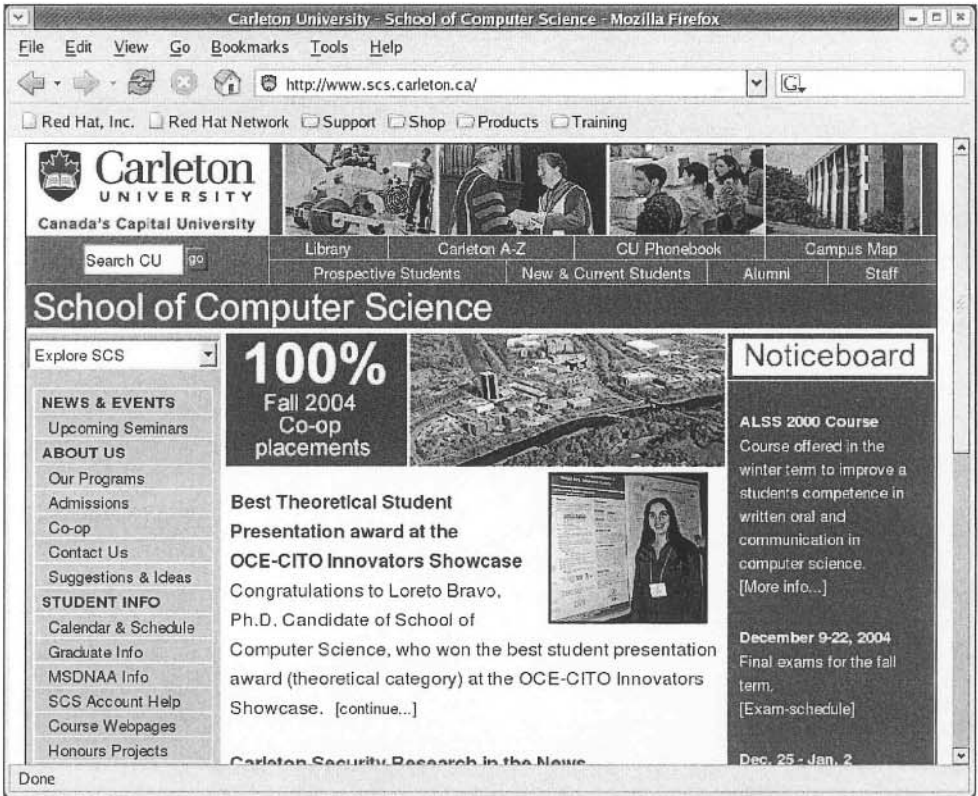 Carleton University - School of Computer Science - Mozilla Firefox
File Edit View Go Bookmarks Tools Help
http://www.scs.carleton.ca/
G
Red Hat, Inc. Red Hat Network Support Shop Products Training
Carleton
UNIVERSITY
Canada's Capital University
Search CU go
Library Carleton A-Z CU Phonebook Campus Map
Prospective Students New & Current Students Alumni Staff
School of Computer Science
Explore SCS
NEWS & EVENTS
Upcoming Seminars
ABOUT US
Our Programs
Admissions
Co-op
Contact Us
Suggestions & Ideas
STUDENT INFO
Calendar & Schedule
Graduate Info
MSDNAA Info
SCS Account Help
Course Webpages
Honours Projects
100%
Fall 2004
Co-op
placements
Best Theoretical Student
Presentation award at the
OCE-CITO Innovators Showcase
Congratulations to Loreto Bravo,
Ph.D. Candidate of School of
Computer Science, who won the best student presentation
award (theoretical category) at the OCE-CITO Innovators
Showcase. [continue...]
Carleton Security Research in the News
Noticeboard
ALSS 2000 Course
Course offered in the
winter term to improve a
students competence in
written oral and
communication in
computer science.
[More info...]
December 9-22, 2004
Final exams for the fall
term.
[Exam-schedule]
Dec. 25 - Jan. 2
Done